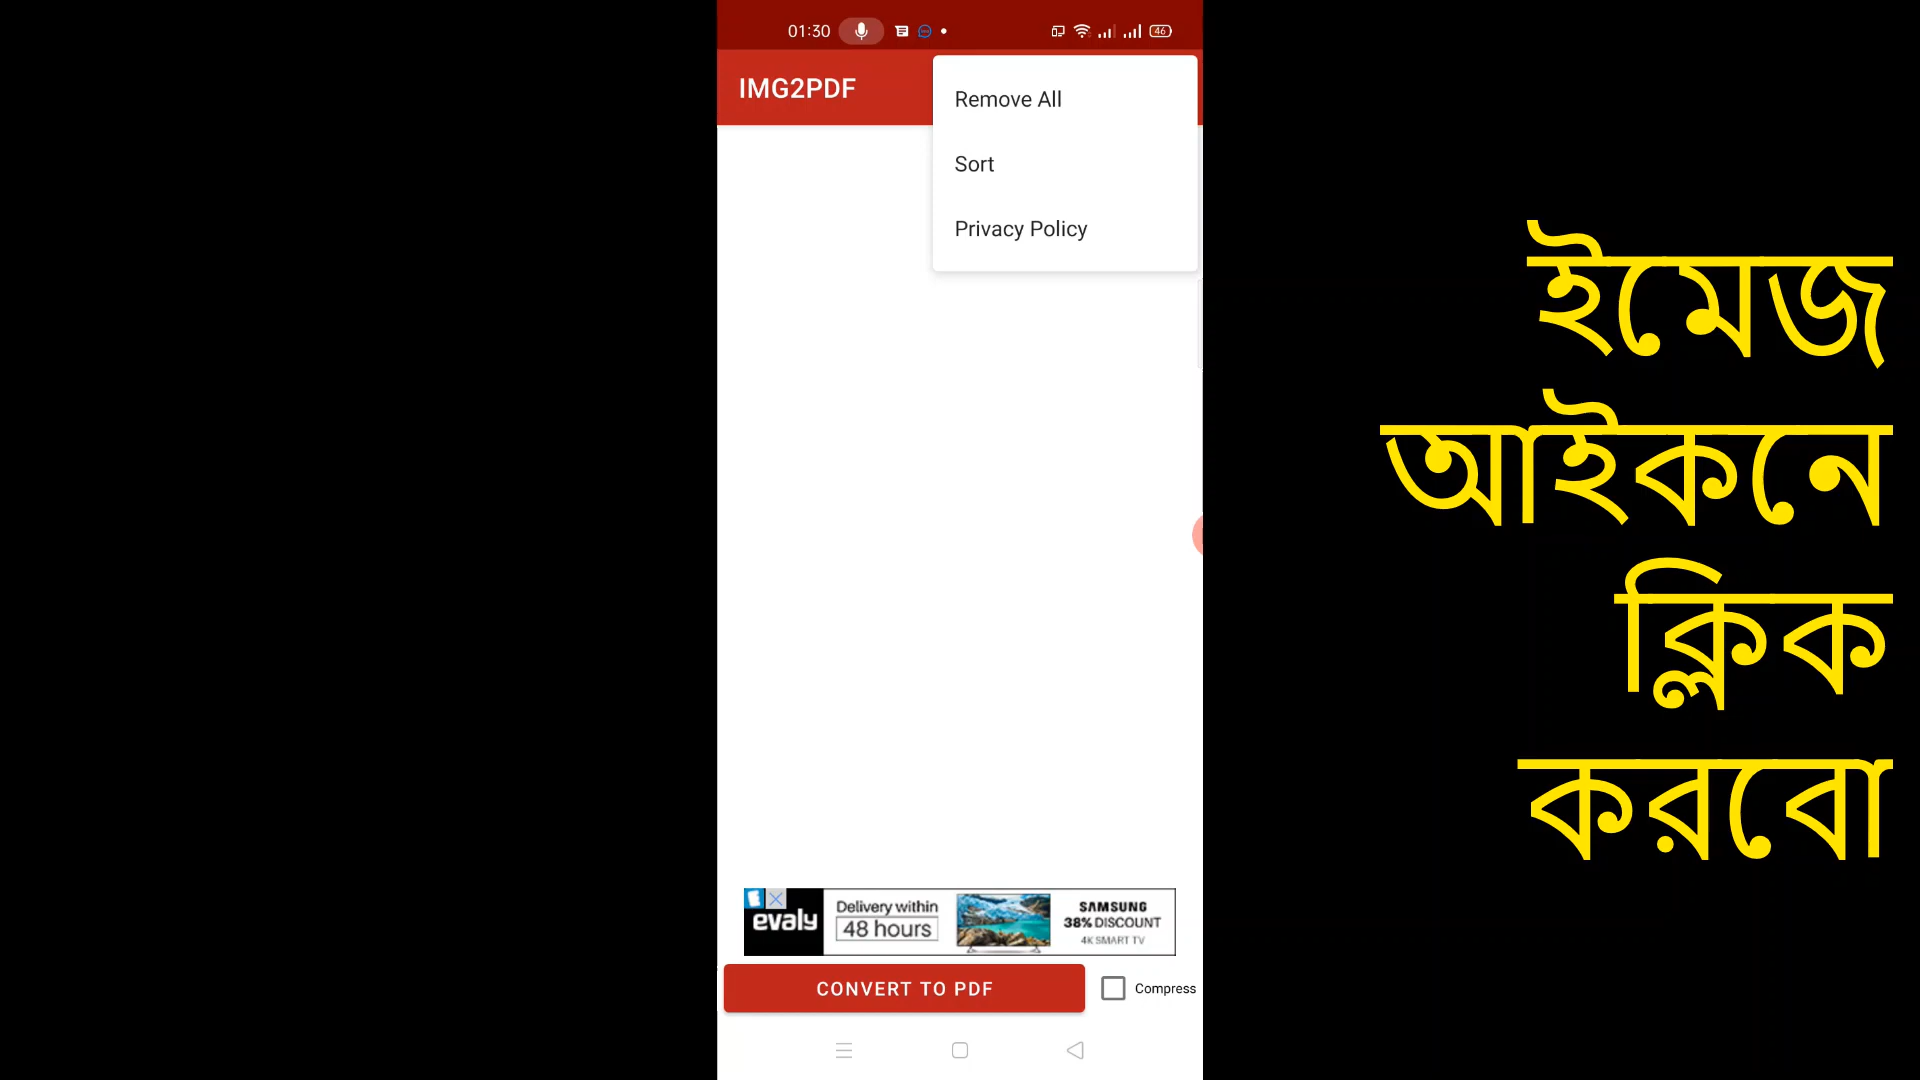 01:30
46
IMG2PDF
Remove All
Sort
Privacy Policy
ইমেজ
আইকনে
ক্লিক
করবো
evaly
Delivery within
48 hours
SAMSUNG
38% DISCOUNT
4K SMART TV
CONVERT TO PDF
Compress